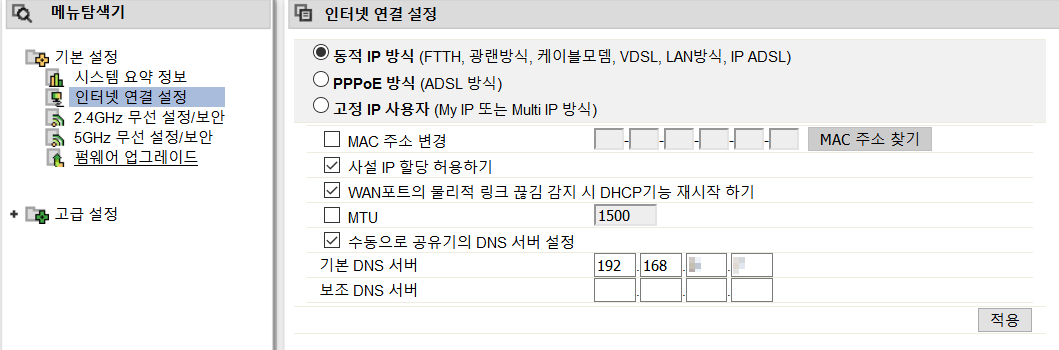 메뉴탐색기
기본 설정
시스템 요약 정보
인터넷 연결 설정
2.4GHz 무선 설정/보안
5GHz 무선 설정/보안
펌웨어 업그레이드
고급 설정
인터넷 연결 설정
동적 IP 방식 (FTTH, 광랜방식, 케이블모뎀, VDSL, LAN방식, IP ADSL)
PPPoE 방식 (ADSL 방식)
고정 IP 사용자 (My IP 또는 Multi IP 방식)
MAC 주소 변경 - - - - - MAC 주소 찾기
사설 IP 할당 허용하기
WAN포트의 물리적 링크 끊김 감지 시 DHCP기능 재시작 하기
MTU 1500
수동으로 공유기의 DNS 서버 설정
기본 DNS 서버 192 . 168 . .
보조 DNS 서버 . . .
적용